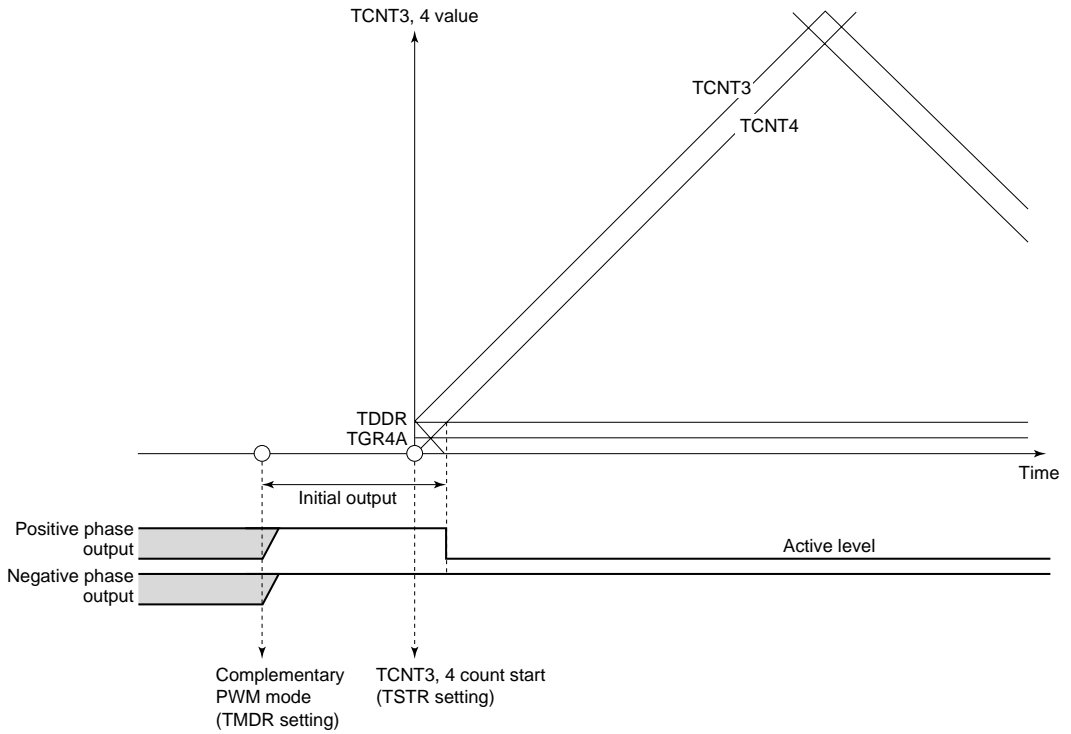 TCNT3, 4 value
TCNT3
TCNT4
TDDR
TGR4A
Time
Initial output
Positive phase
output
Active level
Negative phase
output
Complementary
PWM mode
(TMDR setting)
TCNT3, 4 count start
(TSTR setting)